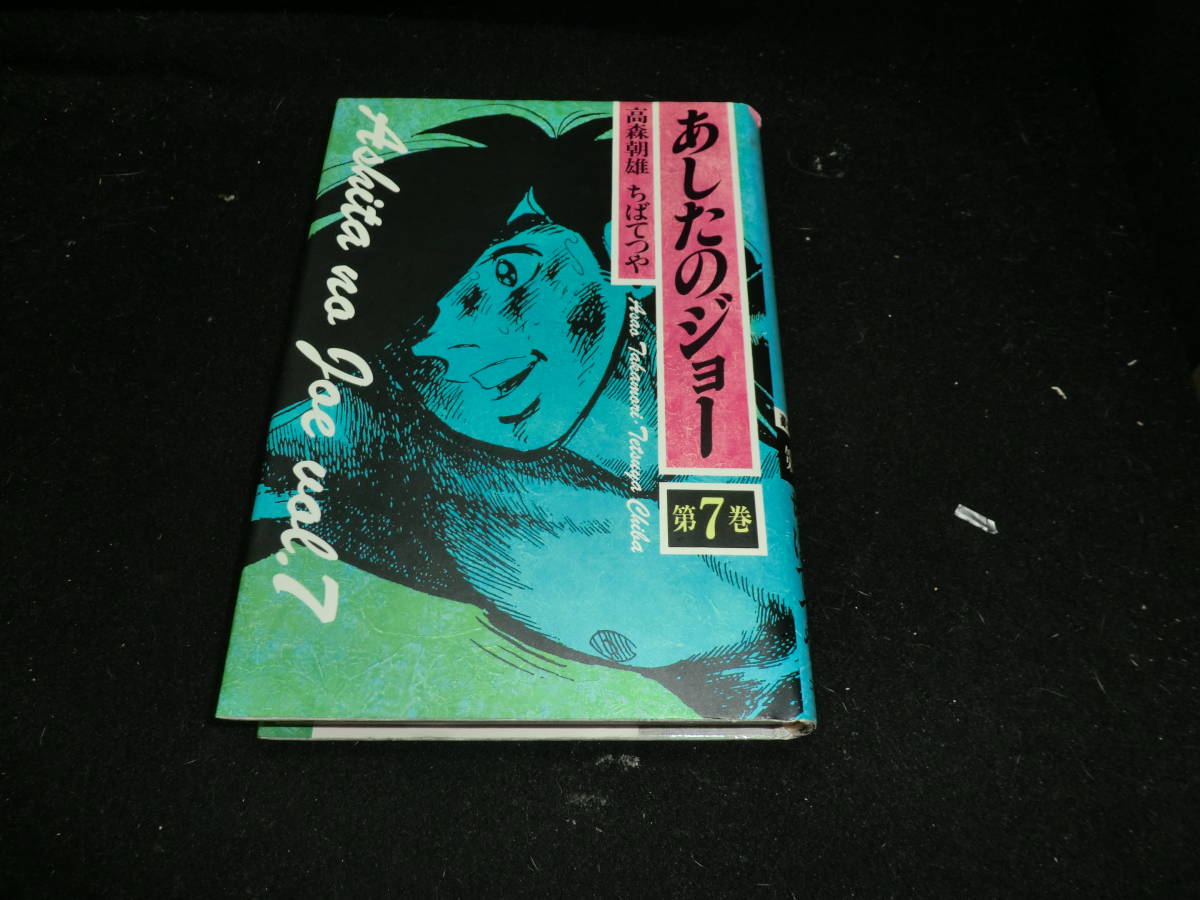 あしたのジョー
高森朝雄 ちばてつや
Asao Takamori・Tetsuya Chiba
第7巻
Ashita no Joe vol.7